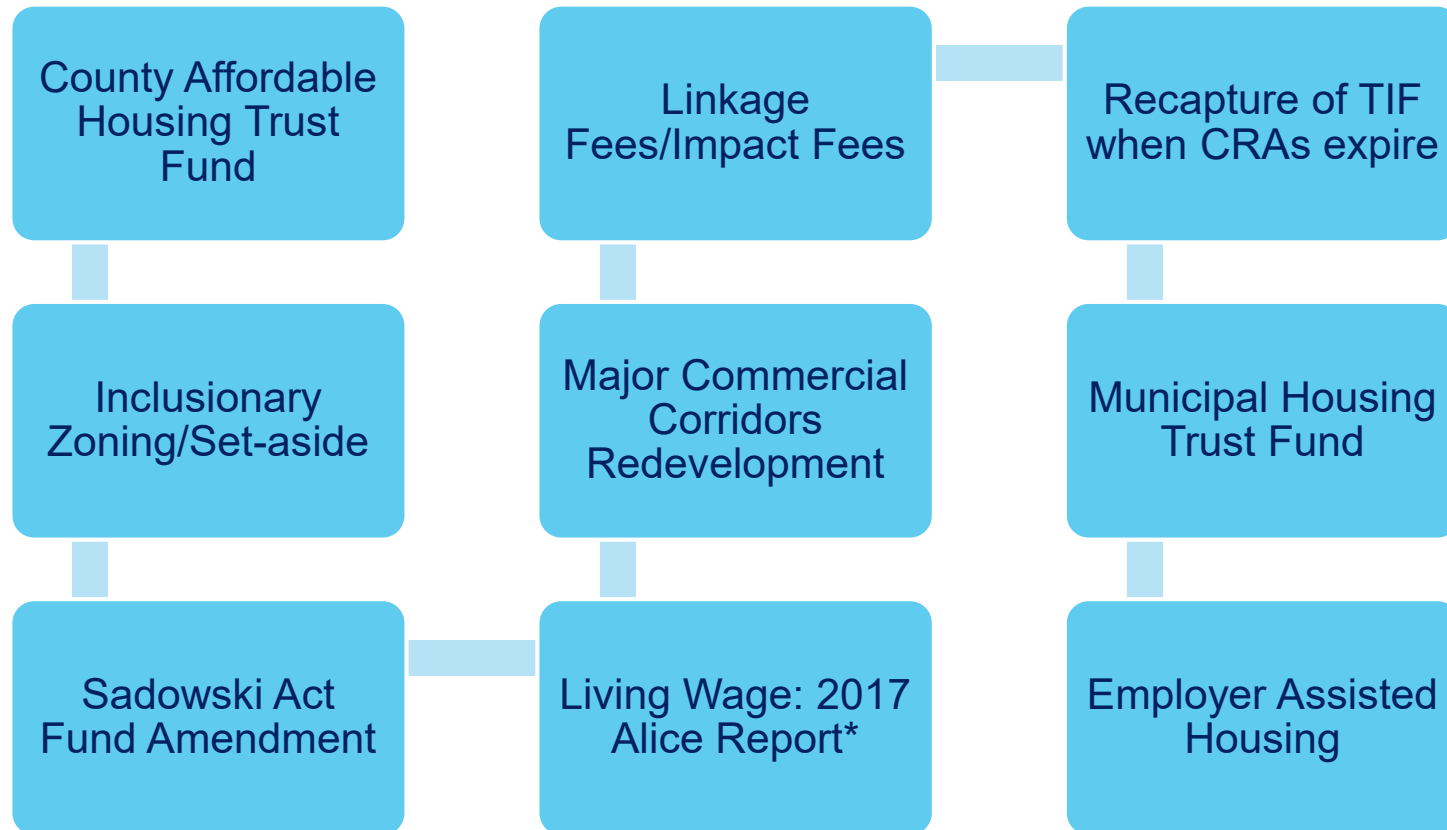 County Affordable
Housing Trust
Fund
Inclusionary
Zoning/Set-aside
Sadowski Act
Fund Amendment
Living Wage: 2017
Alice Report*
Major Commercial
Corridors
Redevelopment
Linkage
Fees/Impact Fees
Recapture of TIF
when CRAs expire
Municipal Housing
Trust Fund
Employer Assisted
Housing